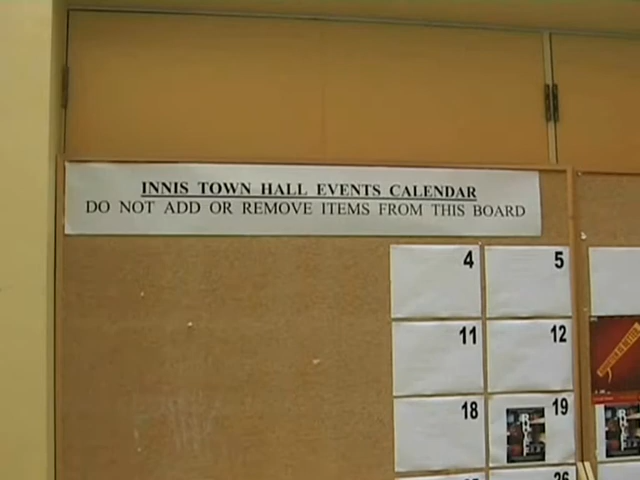 INNIS TOWN HALL EVENTS CALENDAR
DO NOT ADD OR REMOVE ITEMS FROM THIS BOARD
4 5
11 12
18 19
26